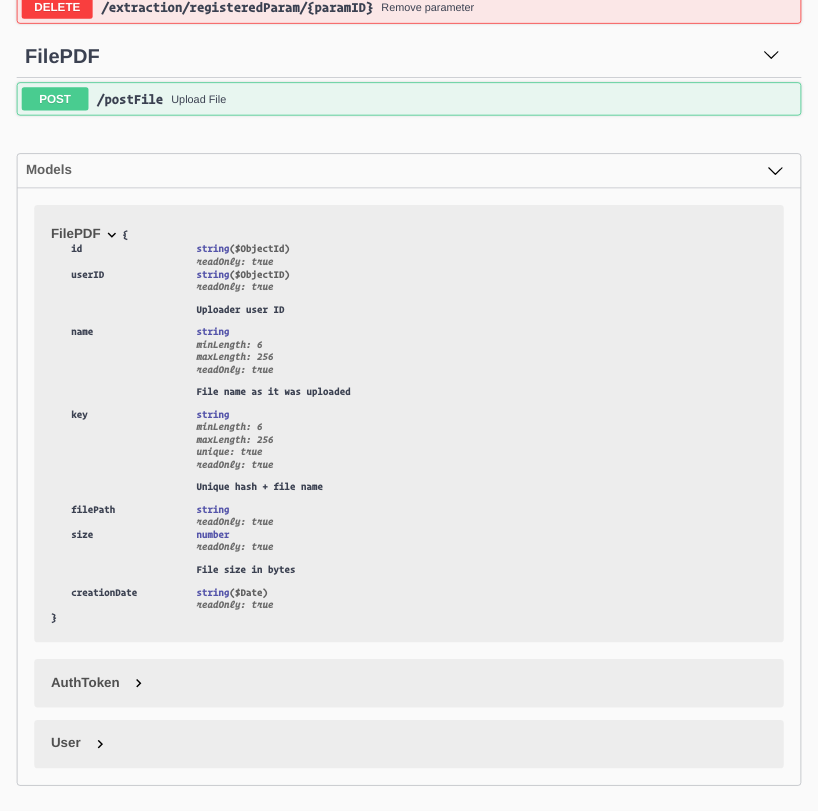 DELETE /extraction/registeredParam/{paramID} Remove parameter
FilePDF
POST /postFile Upload File
Models
FilePDF {
id string($ObjectId)
readOnly: true
userID string($ObjectID)
readOnly: true
Uploader user ID
name string
minLength: 6
maxLength: 256
readOnly: true
File name as it was uploaded
key string
minLength: 6
maxLength: 256
unique: true
readOnly: true
Unique hash + file name
filePath string
readOnly: true
size number
readOnly: true
File size in bytes
creationDate string($Date)
readOnly: true
}
AuthToken
User